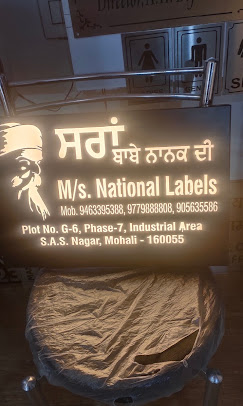 ਸਰਾਂ
ਬਾਬੇ ਨਾਨਕ ਦੀ
M/s. National Labels
Mob. 9463395388, 9779888808, 905635586
Plot No. G-6, Phase-7, Industrial Area
S.A.S. Nagar, Mohali - 160055